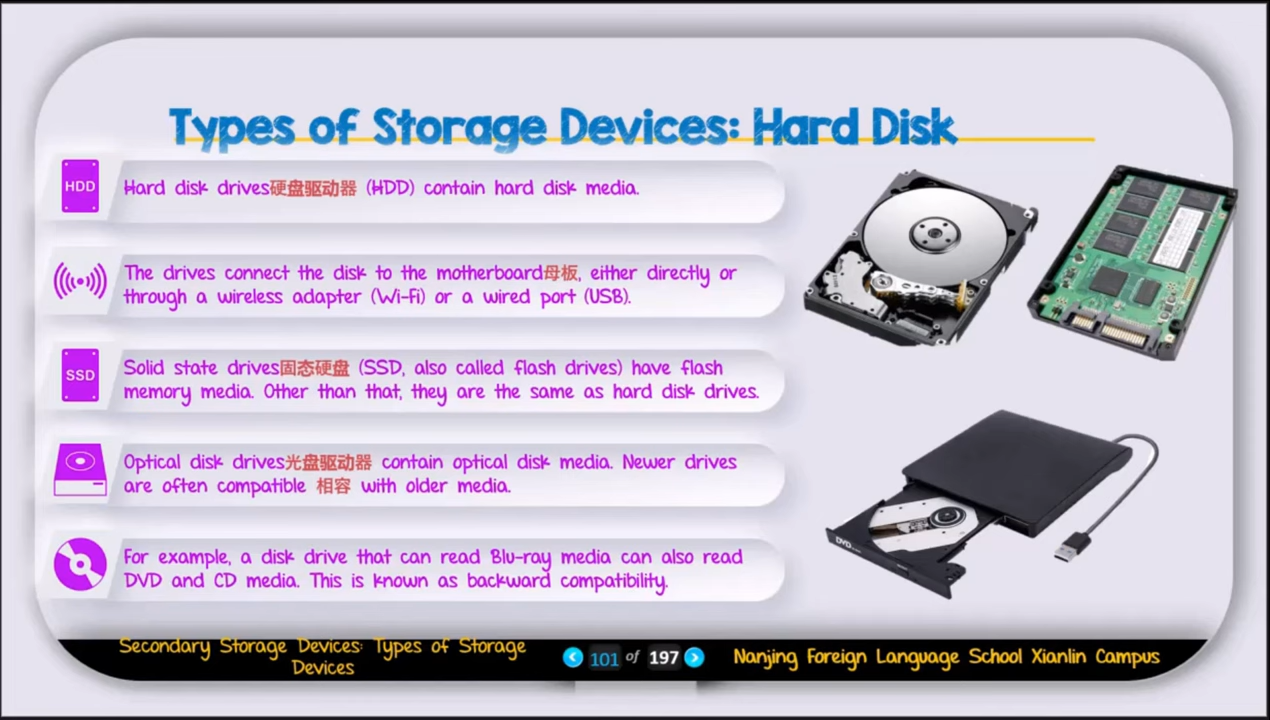 Types of Storage Devices: Hard Disk
HDD
Hard disk drives硬盘驱动器 (HDD) contain hard disk media.
The drives connect the disk to the motherboard母板, either directly or
through a wireless adapter (Wi-Fi) or a wired port (USB).
SSD
Solid state drives固态硬盘 (SSD, also called flash drives) have flash
memory media. Other than that, they are the same as hard disk drives.
Optical disk drives光盘驱动器 contain optical disk media. Newer drives
are often compatible 相容 with older media.
For example, a disk drive that can read Blu-ray media can also read
DVD and CD media. This is known as backward compatibility.
DVD
Secondary Storage Devices: Types of Storage
Devices
101 of 197
Nanjing Foreign Language School Xianlin Campus